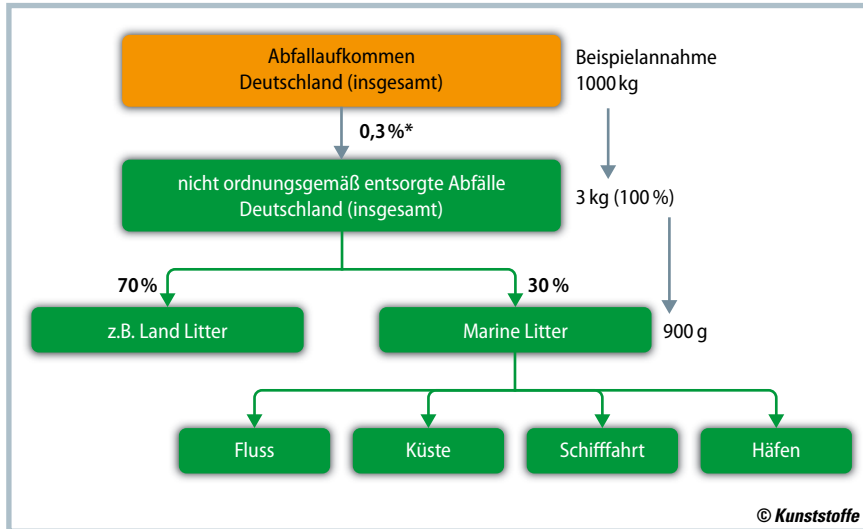 Abfallaufkommen
Deutschland (insgesamt)
Beispielannahme
1000 kg
0,3 %*
nicht ordnungsgemäß entsorgte Abfälle
Deutschland (insgesamt)
3 kg (100 %)
70 %
30 %
z.B. Land Litter
Marine Litter
900 g
Fluss
Küste
Schifffahrt
Häfen
© Kunststoffe